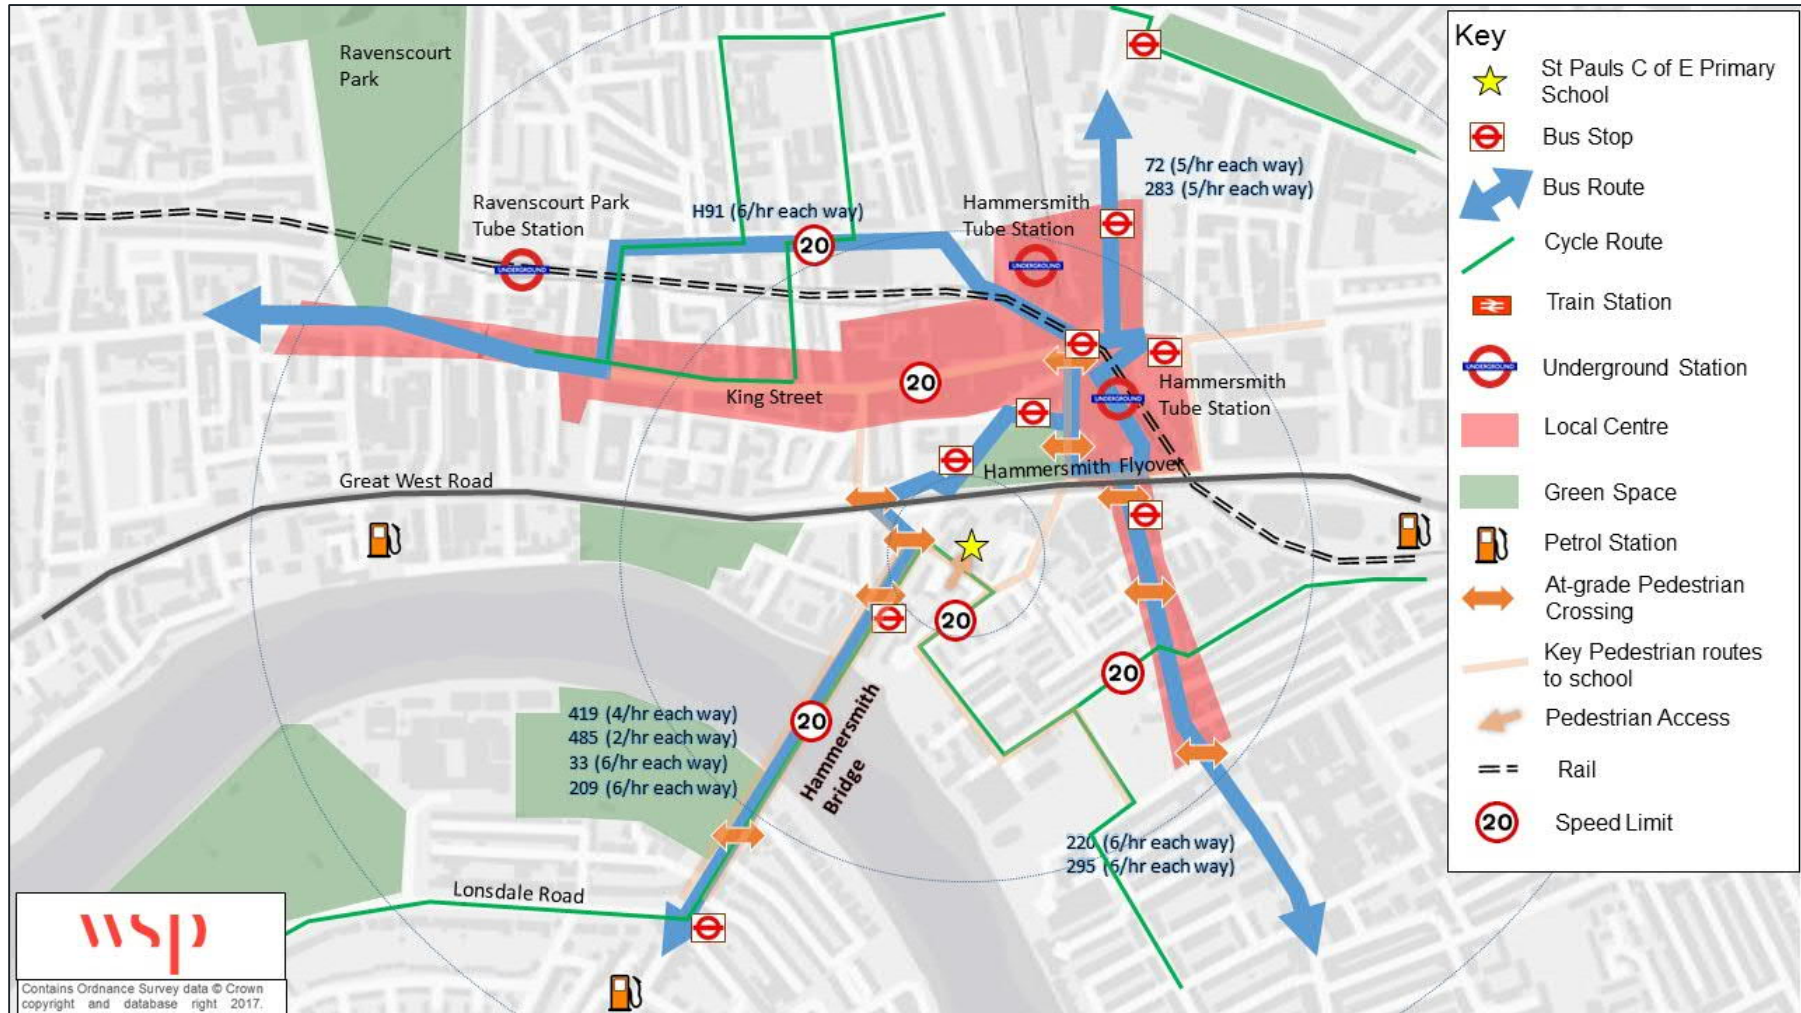 Ravenscourt
Park
Ravenscourt Park
Tube Station
UNDERGROUND
H91 (6/hr each way)
20
Hammersmith
Tube Station
UNDERGROUND
72 (5/hr each way)
283 (5/hr each way)
King Street
20
UNDERGROUND
Hammersmith
Tube Station
Great West Road
Hammersmith Flyover
20
20
20
419 (4/hr each way)
485 (2/hr each way)
33 (6/hr each way)
209 (6/hr each way)
Hammersmith
Bridge
220 (6/hr each way)
295 (6/hr each way)
Lonsdale Road
wsp
Contains Ordnance Survey data © Crown
copyright and database right 2017.
Key
St Pauls C of E Primary
School
Bus Stop
Bus Route
Cycle Route
Train Station
UNDERGROUND
Underground Station
Local Centre
Green Space
Petrol Station
At-grade Pedestrian
Crossing
Key Pedestrian routes
to school
Pedestrian Access
Rail
20
Speed Limit